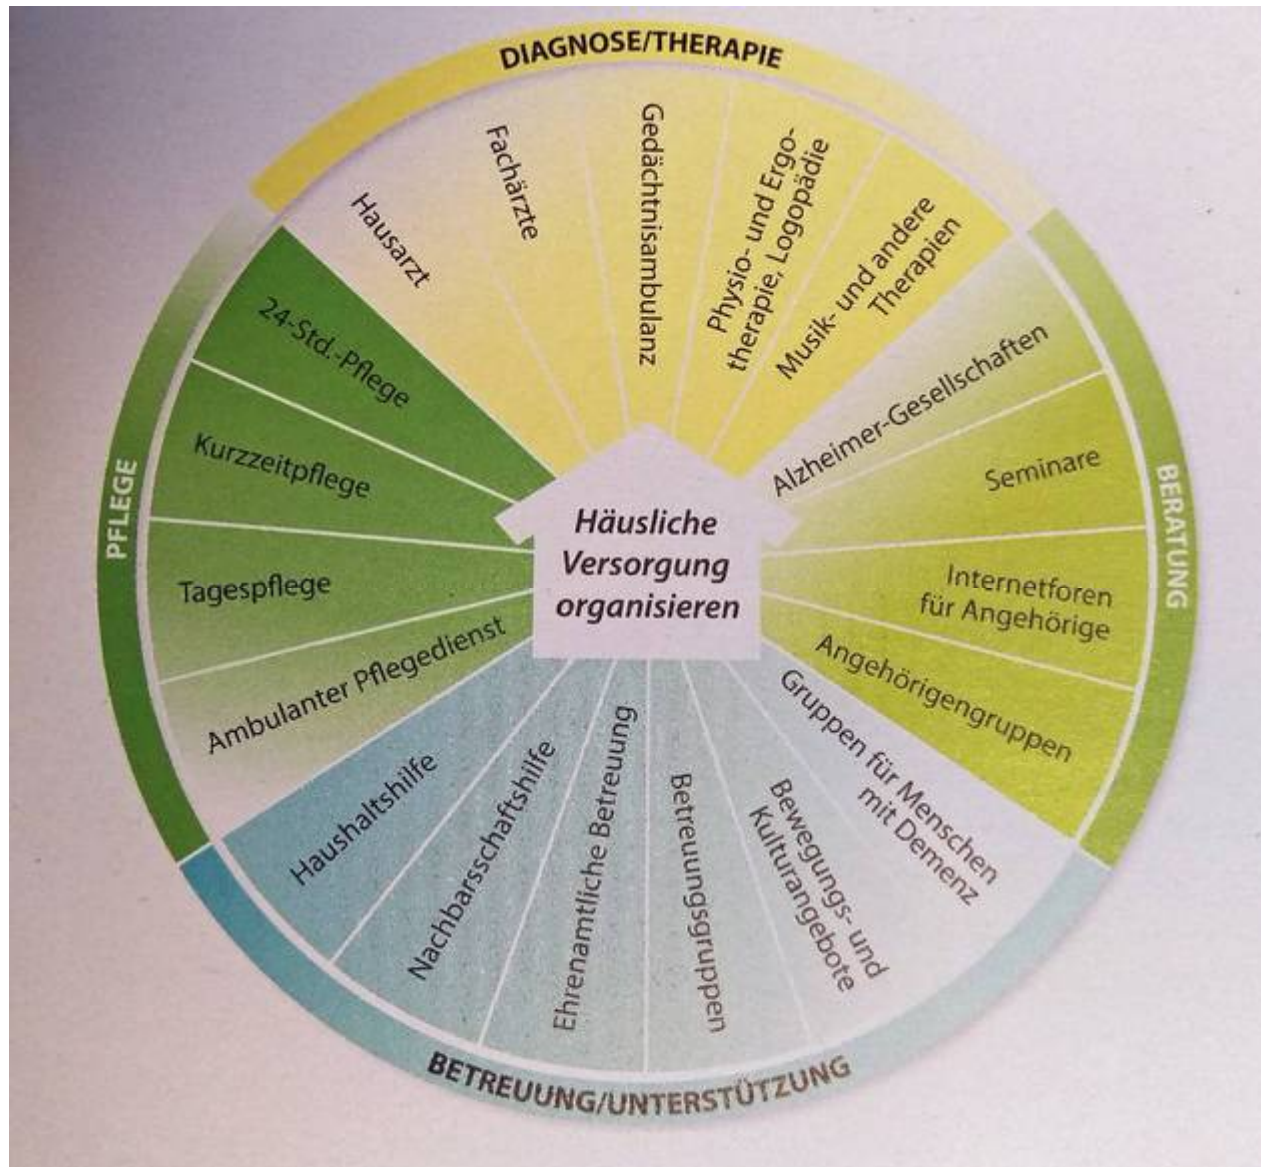 DIAGNOSE/THERAPIE
Hausarzt
Fachärzte
Gedächtnisambulanz
Physio- und Ergo-
therapie, Logopädie
Musik- und andere
Therapien
BERATUNG
Alzheimer-Gesellschaften
Seminare
Internetforen
für Angehörige
Angehörigengruppen
BETREUUNG/UNTERSTÜTZUNG
Gruppen für Menschen
mit Demenz
Bewegungs- und
Kulturangebote
Betreuungsgruppen
Ehrenamtliche Betreuung
Nachbarsschaftshilfe
Haushaltshilfe
PFLEGE
Ambulanter Pflegedienst
Tagespflege
Kurzzeitpflege
24-Std.-Pflege
Häusliche
Versorgung
organisieren